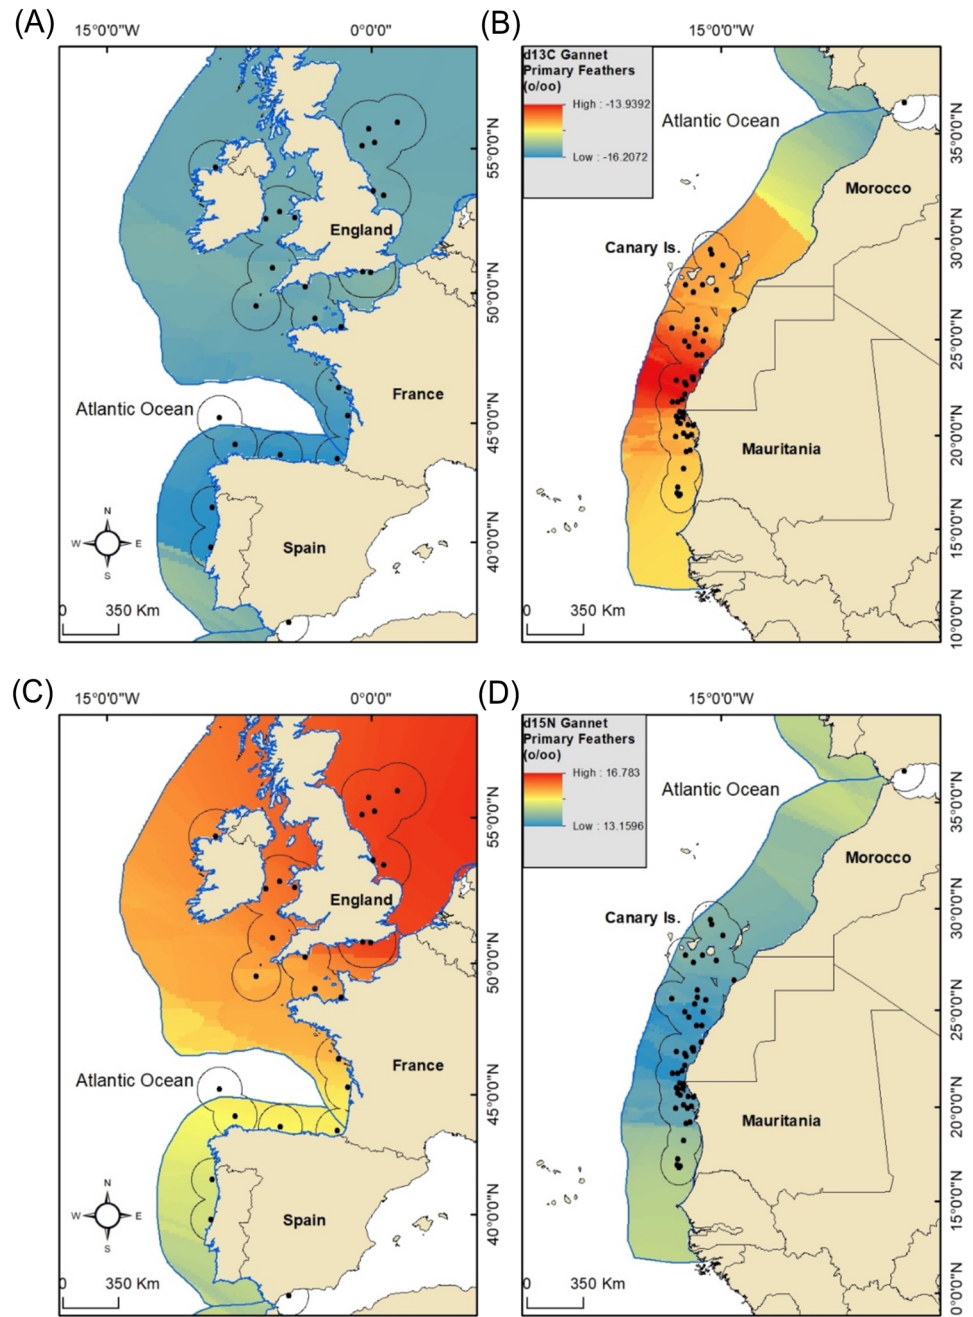 (A)
15°0'0"W
0°0'0"
55°0'0"N
England
50°0'0"N
France
Atlantic Ocean
45°0'0"N
N
W
E
S
Spain
40°0'0"N
0
350 Km
(B)
15°0'0"W
d13C Gannet
Primary Feathers
(o/oo)
High : -13.9392
Low : -16.2072
Atlantic Ocean
35°0'0"N
Morocco
Canary Is.
30°0'0"N
25°0'0"N
20°0'0"N
Mauritania
15°0'0"N
10°0'0"N
0
350 Km
(C)
15°0'0"W
0°0'0"
55°0'0"N
England
50°0'0"N
France
Atlantic Ocean
45°0'0"N
N
W
E
S
Spain
40°0'0"N
0
350 Km
(D)
15°0'0"W
d15N Gannet
Primary Feathers
(o/oo)
High : 16.783
Low : 13.1596
Atlantic Ocean
35°0'0"N
Morocco
Canary Is.
30°0'0"N
25°0'0"N
20°0'0"N
Mauritania
15°0'0"N
0
350 Km